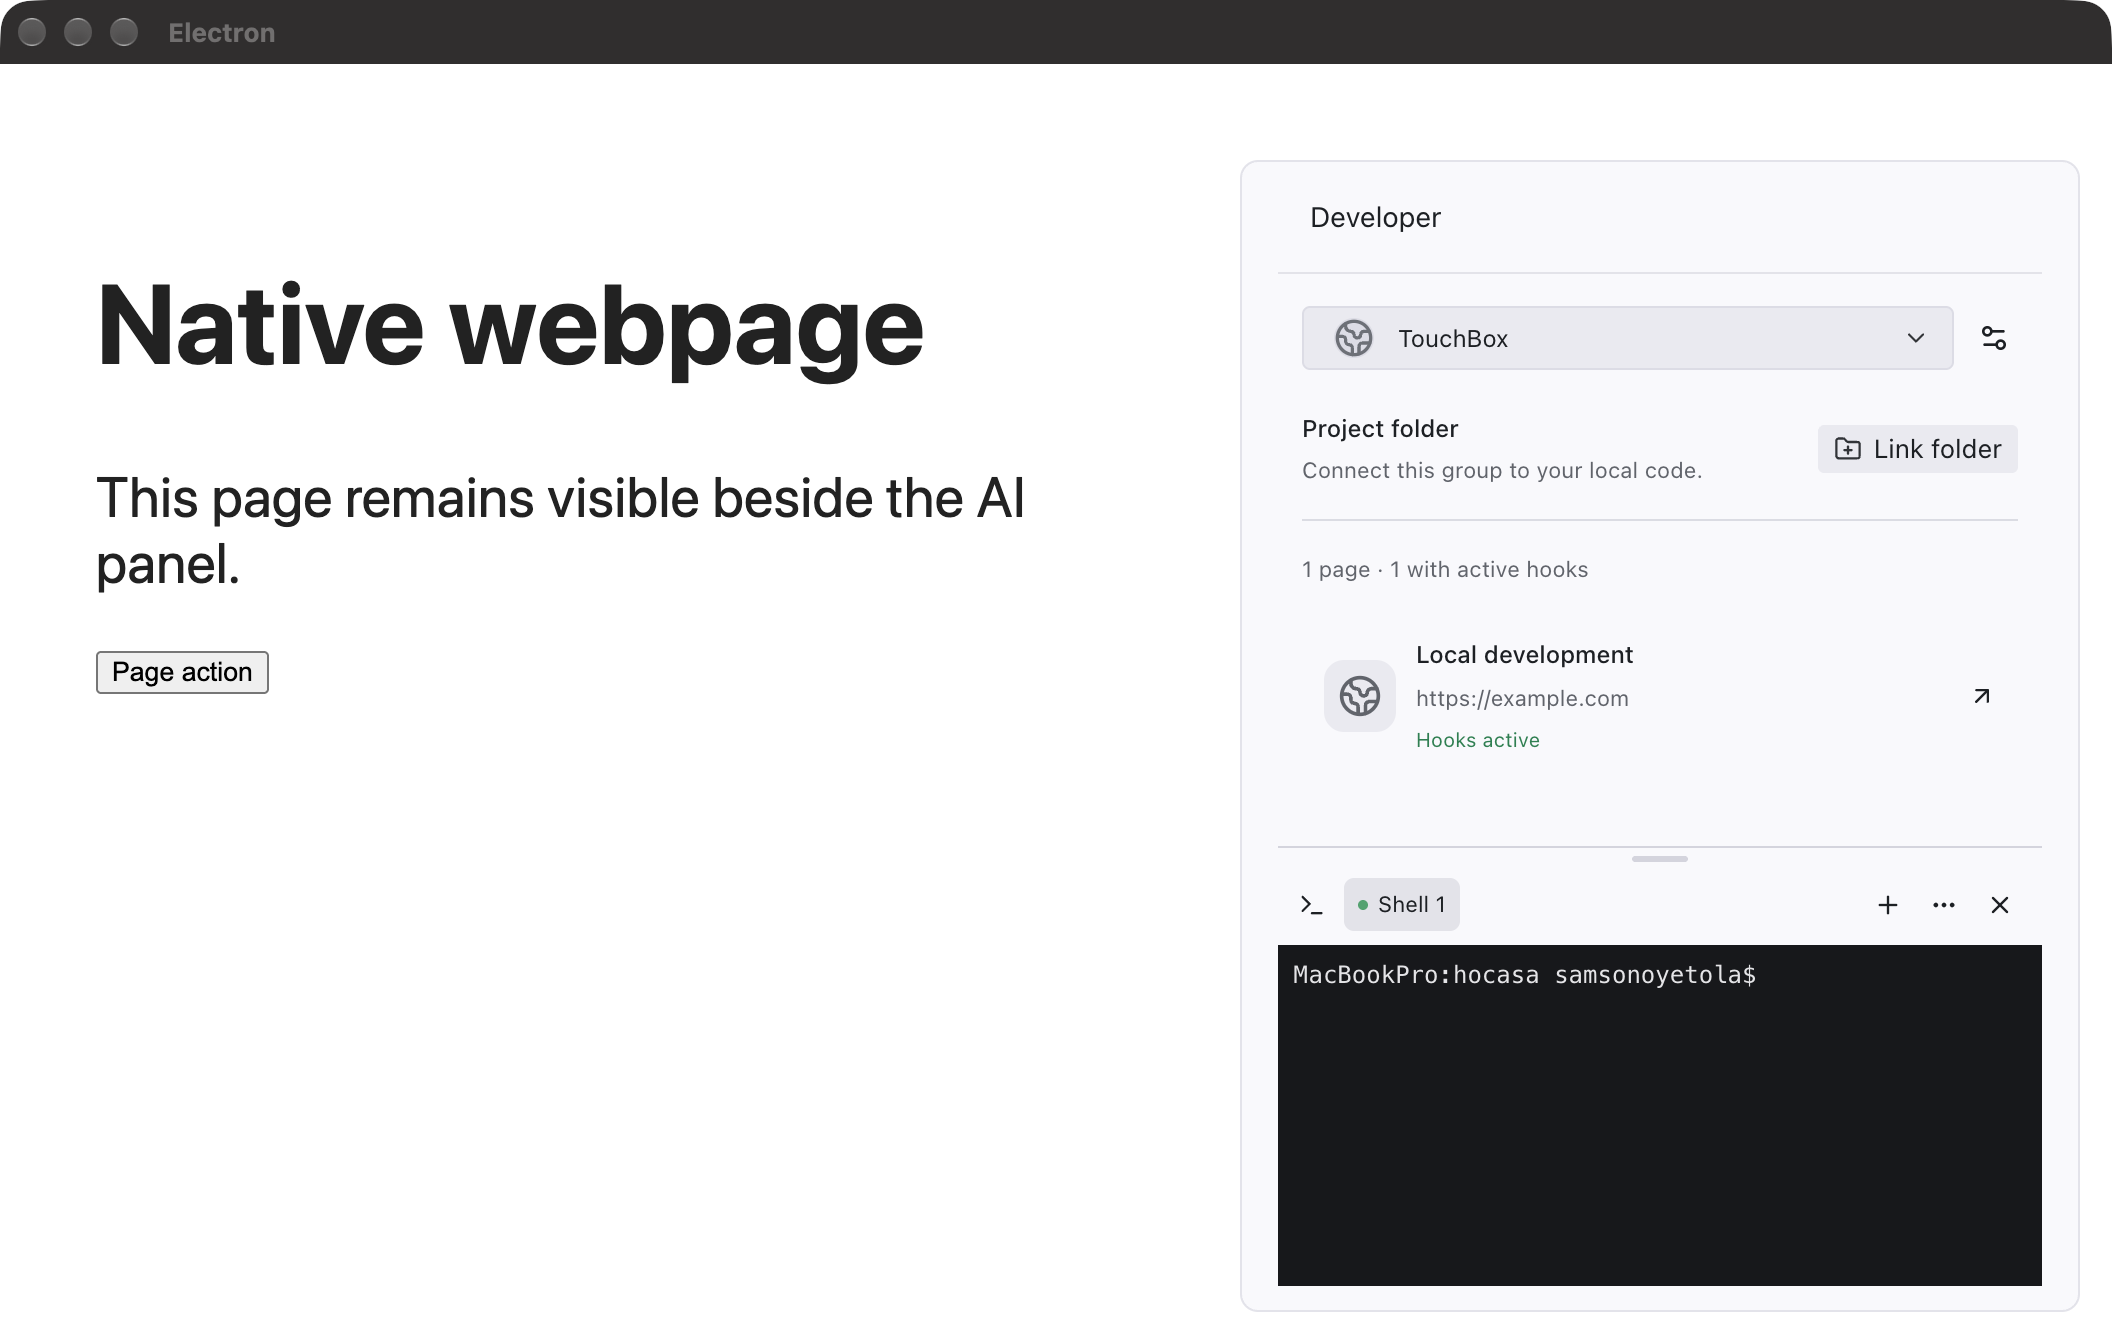 Electron
Native webpage
This page remains visible beside the AI
panel.
Page action
Developer
TouchBox
Project folder
Connect this group to your local code.
Link folder
1 page · 1 with active hooks
Local development
https://example.com
Hooks active
Shell 1
MacBookPro:hocasa samsonoyetola$